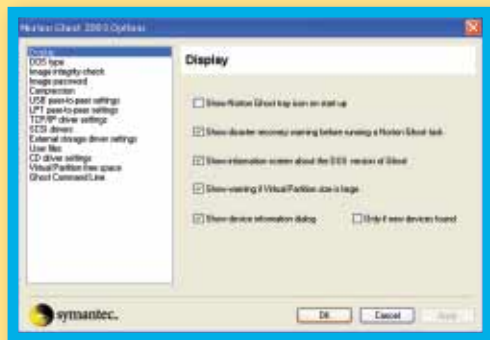 Norton Ghost 2003 Options
Display
DOS type
Image integrity check
Image password
Compression
USB peer-to-peer settings
LPT peer-to-peer settings
TCP/IP driver settings
SCSI drivers
External storage driver settings
User files
CD driver settings
Virtual Partition free space
Ghost Command Line
Display
Show Norton Ghost tray icon on start up
Show disaster recovery warning before running a Norton Ghost task
Show information screen about the DOS version of Ghost
Show warning if Virtual Partition size is large
Show device information dialog
Only if new devices found
symantec.
OK
Cancel
Apply